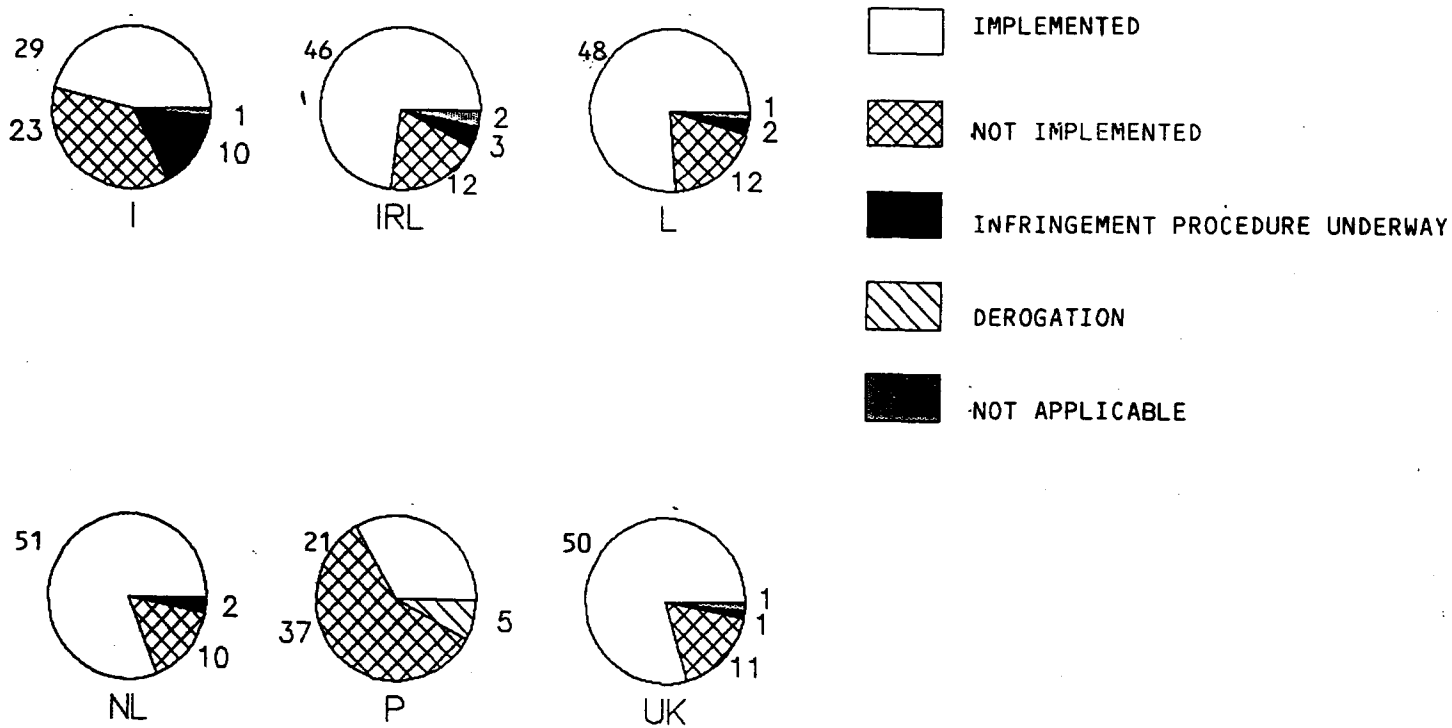 29
23
1
10
I
46
2
3
12
IRL
48
1
2
12
L
IMPLEMENTED
NOT IMPLEMENTED
INFRINGEMENT PROCEDURE UNDERWAY
DEROGATION
NOT APPLICABLE
51
2
10
NL
21
37
5
P
50
1
1
11
UK